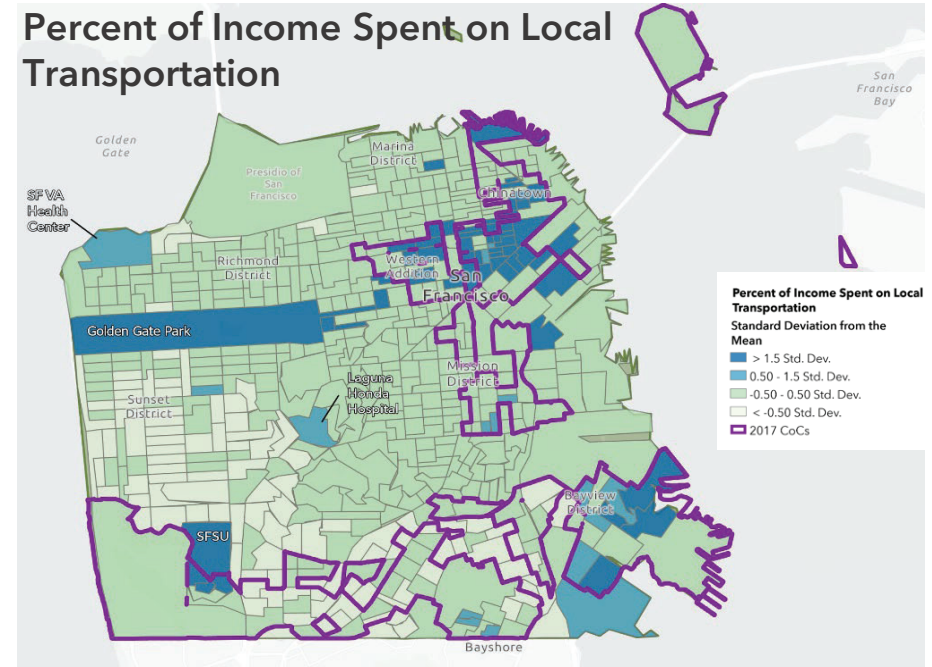 Percent of Income Spent on Local
Transportation
San
Francisco
Bay
Golden
Gate
Marina
District
Presidio of
San
Francisco
SF VA
Health
Center
Chinatown
Richmond
District
Western
Addition
San
Francisco
Golden Gate Park
Mission
District
Laguna
Honda
Hospital
Sunset
District
Bayview
District
SFSU
Bayshore
Percent of Income Spent on Local
Transportation
Standard Deviation from the
Mean
> 1.5 Std. Dev.
0.50 - 1.5 Std. Dev.
-0.50 - 0.50 Std. Dev.
< -0.50 Std. Dev.
2017 CoCs